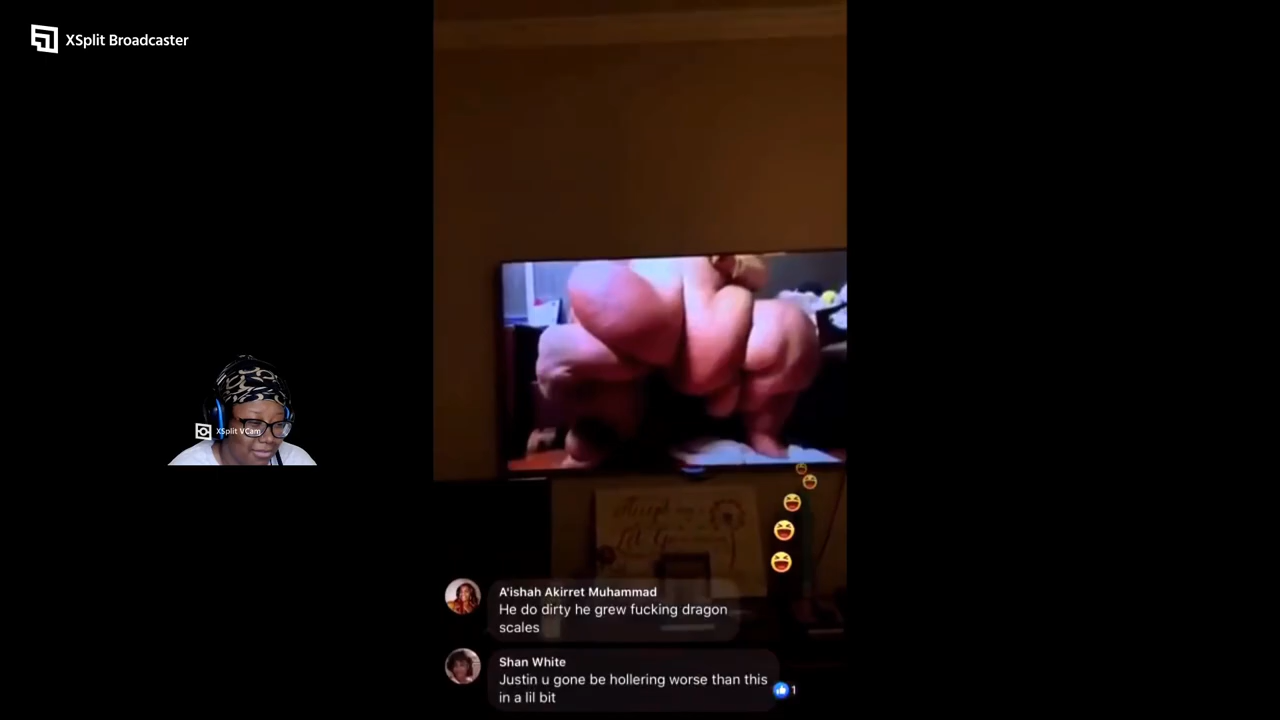 XSplit Broadcaster
XSplit VCam
A'ishah Akirret Muhammad
He do dirty he grew fucking dragon
scales
Shan White
Justin u gone be hollering worse than this
in a lil bit
1